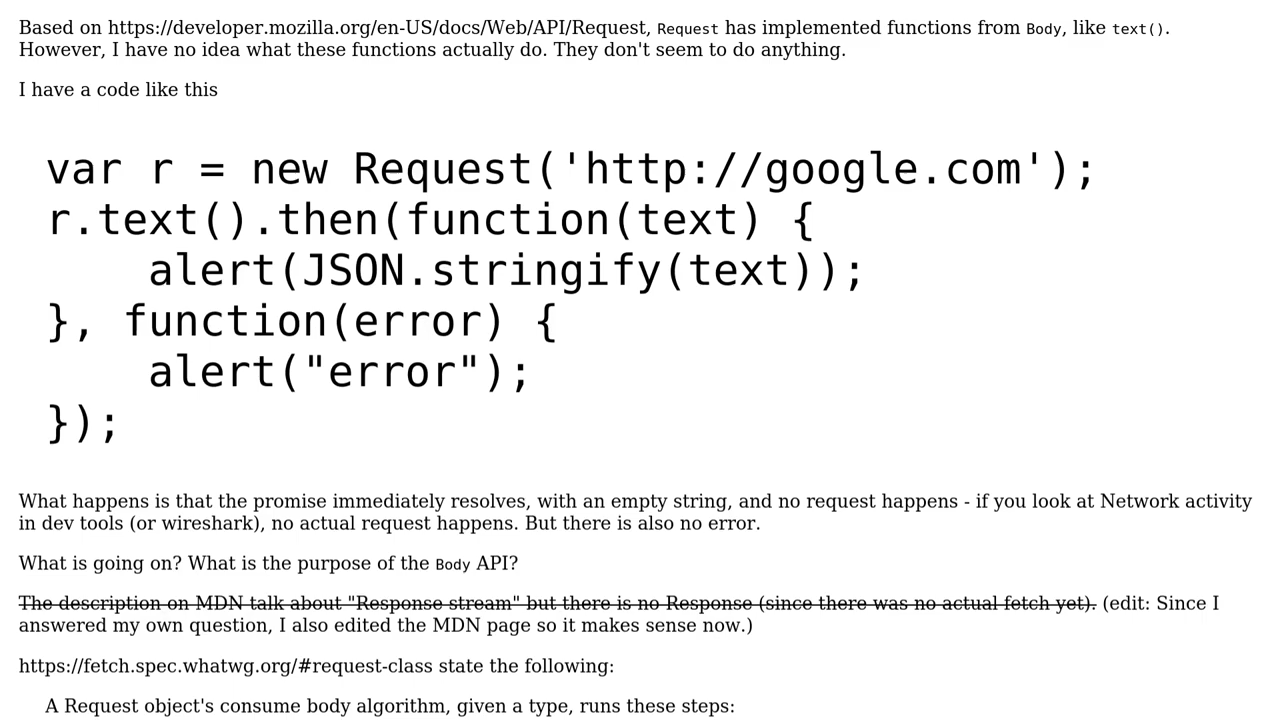 Based on https://developer.mozilla.org/en-US/docs/Web/API/Request, Request has implemented functions from Body, like text().
However, I have no idea what these functions actually do. They don't seem to do anything.
I have a code like this
var r = new Request('http://google.com');
r.text().then(function(text) {
    alert(JSON.stringify(text));
}, function(error) {
    alert("error");
});
What happens is that the promise immediately resolves, with an empty string, and no request happens - if you look at Network activity
in dev tools (or wireshark), no actual request happens. But there is also no error.
What is going on? What is the purpose of the Body API?
The description on MDN talk about "Response stream" but there is no Response (since there was no actual fetch yet). (edit: Since I
answered my own question, I also edited the MDN page so it makes sense now.)
https://fetch.spec.whatwg.org/#request-class state the following:
A Request object's consume body algorithm, given a type, runs these steps: